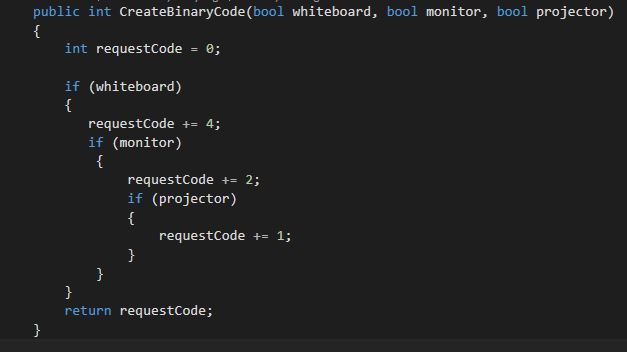 public int CreateBinaryCode(bool whiteboard, bool monitor, bool projector)
{
int requestCode = 0;
if (whiteboard)
{
requestCode += 4;
if (monitor)
{
requestCode += 2;
if (projector)
{
requestCode += 1;
}
}
}
return requestCode;
}